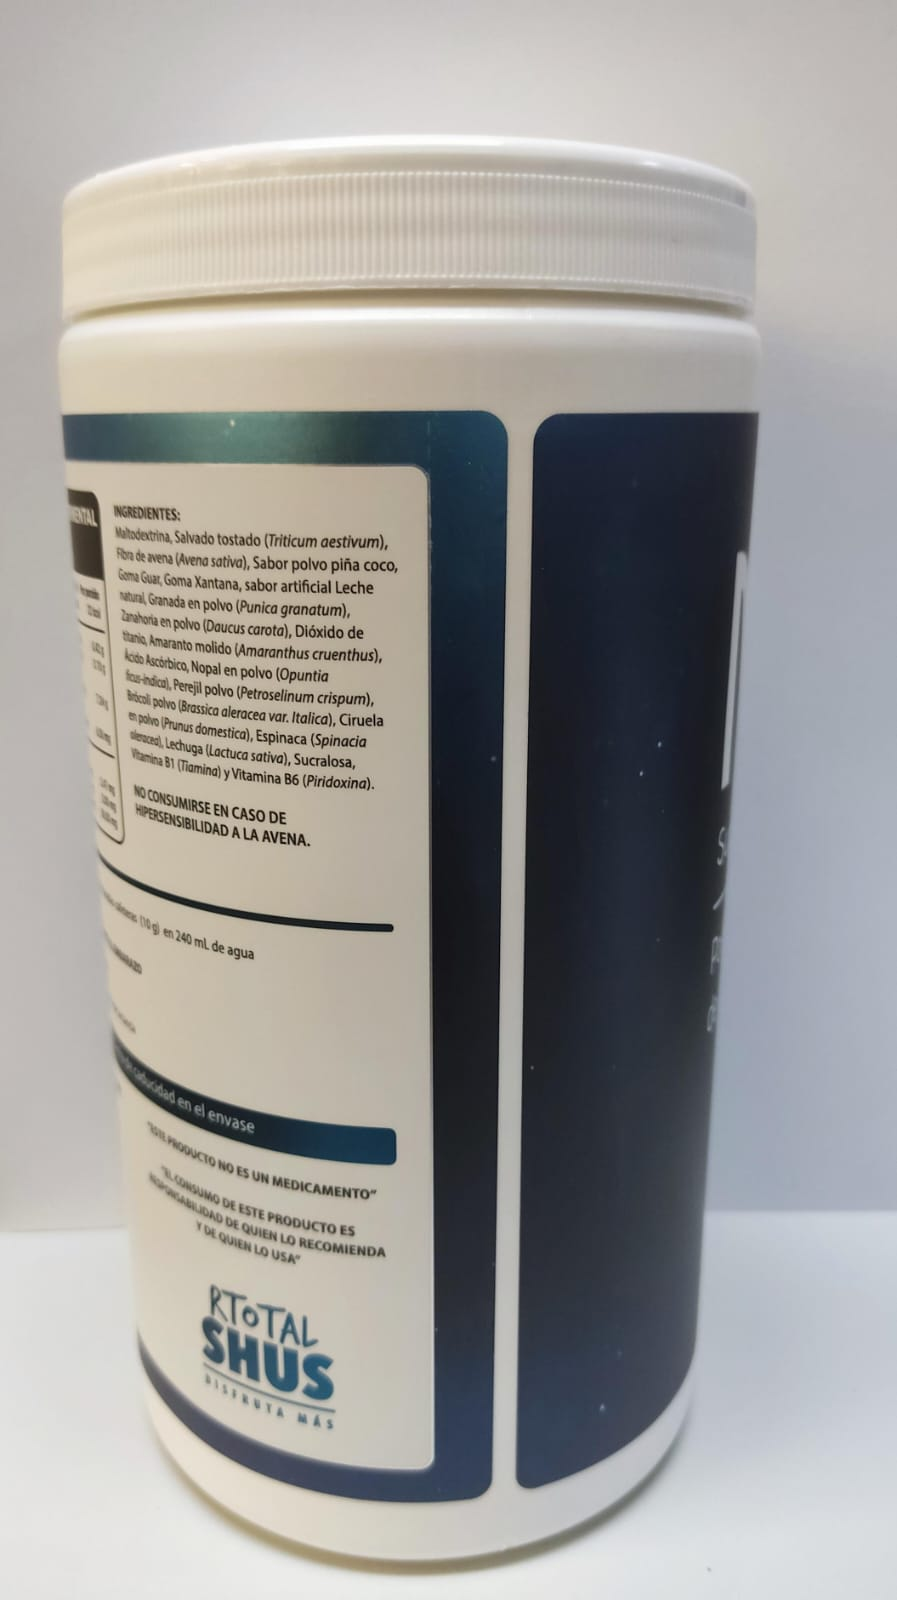 INGREDIENTES:
Maltodextrina, Salvado tostado (Triticum aestivum),
Fibra de avena (Avena sativa), Sabor polvo piña coco,
Goma Guar, Goma Xantana, sabor artificial Leche
natural, Granada en polvo (Punica granatum),
Zanahoria en polvo (Daucus carota), Dióxido de
titanio, Amaranto molido (Amaranthus cruenthus),
Ácido Ascórbico, Nopal en polvo (Opuntia
ficus-indica), Perejil polvo (Petroselinum crispum),
Brócoli polvo (Brassica aleracea var. Italica), Ciruela
en polvo (Prunus domestica), Espinaca (Spinacia
oleracea), Lechuga (Lactuca sativa), Sucralosa,
Vitamina B1 (Tiamina) y Vitamina B6 (Piridoxina).
NO CONSUMIRSE EN CASO DE
HIPERSENSIBILIDAD A LA AVENA.
(10 g) en 240 mL de agua
de caducidad en el envase
"ESTE PRODUCTO NO ES UN MEDICAMENTO"
"EL CONSUMO DE ESTE PRODUCTO ES
RESPONSABILIDAD DE QUIEN LO RECOMIENDA
Y DE QUIEN LO USA"
RTOTAL
SHUS
DISFRUTA MÁS